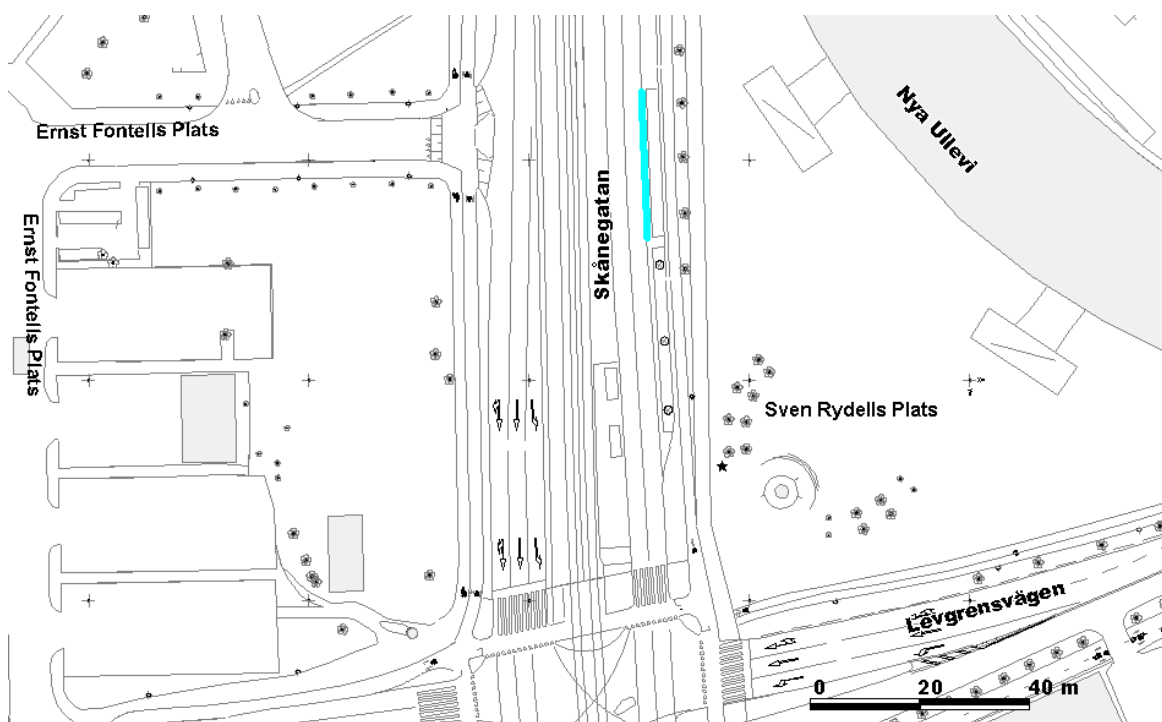 Ernst Fontells Plats
Nya Ullevi
Ernst Fontells Plats
Skånegatan
Sven Rydells Plats
Levgrensvägen
0 20 40 m